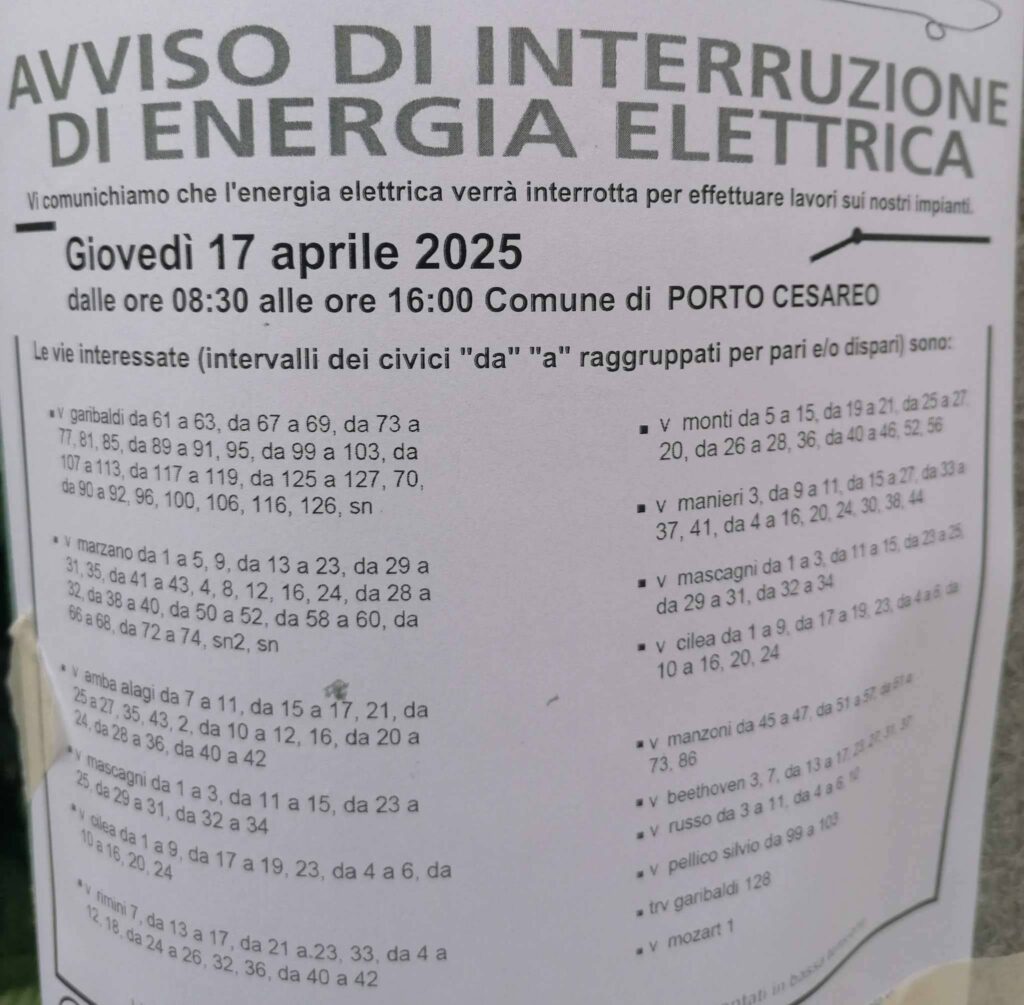 AVVISO DI INTERRUZIONE
DI ENERGIA ELETTRICA
Vi comunichiamo che l'energia elettrica verrà interrotta per effettuare lavori sui nostri impianti.
Giovedì 17 aprile 2025
dalle ore 08:30 alle ore 16:00 Comune di PORTO CESAREO
Le vie interessate (intervalli dei civici "da" "a" raggruppati per pari e/o dispari) sono:
▪ v garibaldi da 61 a 63, da 67 a 69, da 73 a
77, 81, 85, da 89 a 91, 95, da 99 a 103, da
107 a 113, da 117 a 119, da 125 a 127, 70,
da 90 a 92, 96, 100, 106, 116, 126, sn
▪ v marzano da 1 a 5, 9, da 13 a 23, da 29 a
31, 35, da 41 a 43, 4, 8, 12, 16, 24, da 28 a
32, da 38 a 40, da 50 a 52, da 58 a 60, da
66 a 68, da 72 a 74, sn2, sn
▪ v amba alagi da 7 a 11, da 15 a 17, 21, da
25 a 27, 35, 43, 2, da 10 a 12, 16, da 20 a
24, da 28 a 36, da 40 a 42
▪ v mascagni da 1 a 3, da 11 a 15, da 23 a
25, da 29 a 31, da 32 a 34
▪ v cilea da 1 a 9, da 17 a 19, 23, da 4 a 6, da
10 a 16, 20, 24
▪ v rimini 7, da 13 a 17, da 21 a 23, 33, da 4 a
12, 18, da 24 a 26, 32, 36, da 40 a 42
▪ v monti da 5 a 15, da 19 a 21, da 25 a 27,
20, da 26 a 28, 36, da 40 a 46, 52, 56
▪ v manieri 3, da 9 a 11, da 15 a 27, da 33 a
37, 41, da 4 a 16, 20, 24, 30, 38, 44
▪ v mascagni da 1 a 3, da 11 a 15, da 23 a 25,
da 29 a 31, da 32 a 34
▪ v cilea da 1 a 9, da 17 a 19, 23, da 4 a 6, da
10 a 16, 20, 24
▪ v manzoni da 45 a 47, da 51 a 57, da 61 a
73, 86
▪ v beethoven 3, 7, da 13 a 17, 23, 27, 31, 37
▪ v russo da 3 a 11, da 4 a 6, 10
▪ v pellico silvio da 99 a 103
▪ trv garibaldi 128
▪ v mozart 1
in bassa